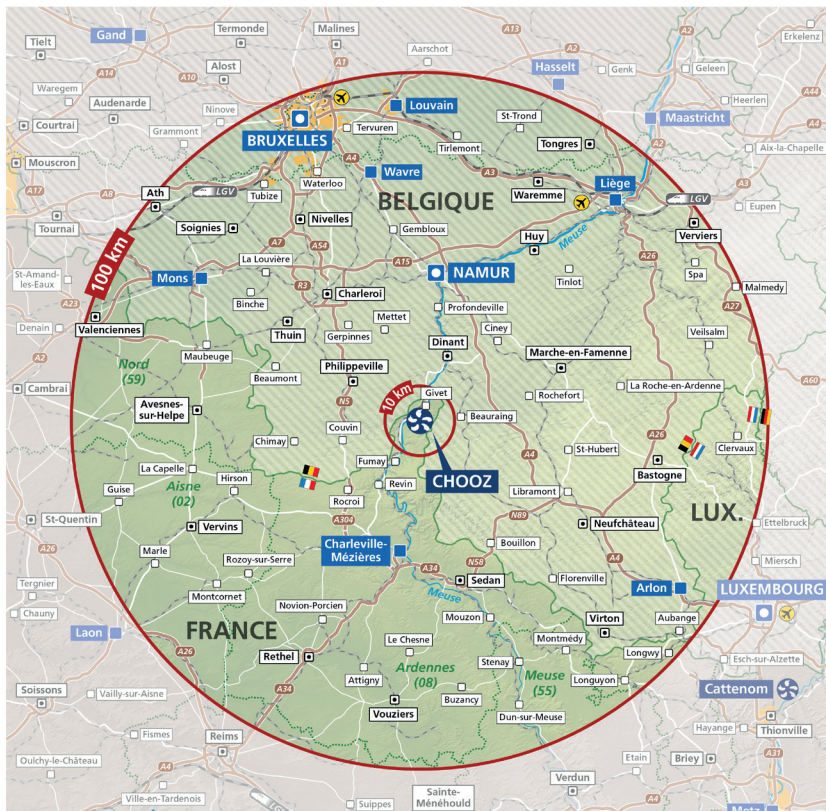 Gand
Termonde
Malines
A13
A2
Erkelenz
Tielt
A14
Alost
A1
Aarschot
Hasselt
Genk
Geleen
A10
Waregem
Audenarde
Ninove
Louvain
St-Trond
Heerlen
A44
A4
Courtrai
Grammont
BRUXELLES
Tervuren
Tirlemont
Tongres
Maastricht
Aix-la-Chapelle
Mouscron
A4
Wavre
A3
A17
A8
LGV
Waterloo
BELGIQUE
Waremme
Liège
LGV
A3
Ath
Tubize
Eupen
Tournai
Soignies
Nivelles
Gembloux
Huy
Meuse
Verviers
A7
A54
A26
100 km
La Louvière
A15
NAMUR
Spa
St-Amand-
les-Eaux
Mons
R3
Tinlot
Malmedy
Binche
Charleroi
A23
Profondeville
A27
Valenciennes
Thuin
Mettet
Ciney
Denain
Gerpinnes
Veilsalm
A2
Maubeuge
Dinant
Marche-en-Famenne
Nord
(59)
Beaumont
Philippeville
A60
Cambrai
10 km
Givet
Rochefort
La Roche-en-Ardenne
Avesnes-
sur-Helpe
N5
Beauraing
Chimay
Couvin
A26
St-Hubert
Clervaux
A4
Fumay
La Capelle
Bastogne
Hirson
CHOOZ
Aisne
(02)
Revin
Guise
Rocroi
Libramont
LUX.
St-Quentin
Vervins
A304
N89
Neufchâteau
Ettelbruck
A26
Charleville-
Mézières
Bouillon
Marle
Rozoy-sur-Serre
N58
A4
Miersch
Tergnier
A34
Sedan
Florenville
Arlon
LUXEMBOURG
Montcornet
Chauny
Meuse
Novion-Porcien
Mouzon
Virton
Aubange
Laon
FRANCE
Le Chesne
Montmédy
A26
Rethel
Longwy
Stenay
Esch-sur-Alzette
Ardennes
(08)
Meuse
(55)
Attigny
Longuyon
Cattenom
A34
Soissons
Vailly-sur-Aisne
Vouziers
Buzancy
Dun-sur-Meuse
Thionville
Hayange
Fismes
Reims
Oulchy-le-Château
Etain
Briey
A31
A4
Verdun
Ville-en-Tardenois
Suippes
Sainte-
Ménéhould
Metz